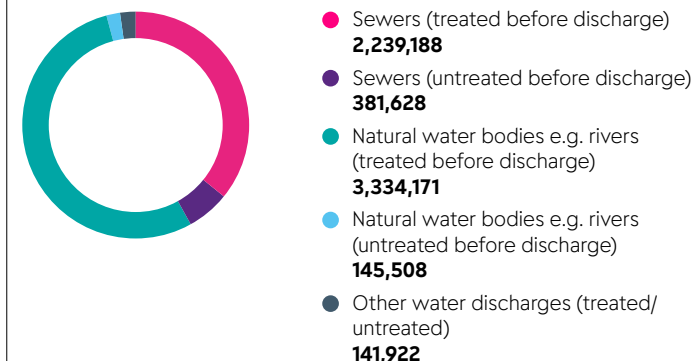 Sewers (treated before discharge)
2,239,188
Sewers (untreated before discharge)
381,628
Natural water bodies e.g. rivers
(treated before discharge)
3,334,171
Natural water bodies e.g. rivers
(untreated before discharge)
145,508
Other water discharges (treated/
untreated)
141,922